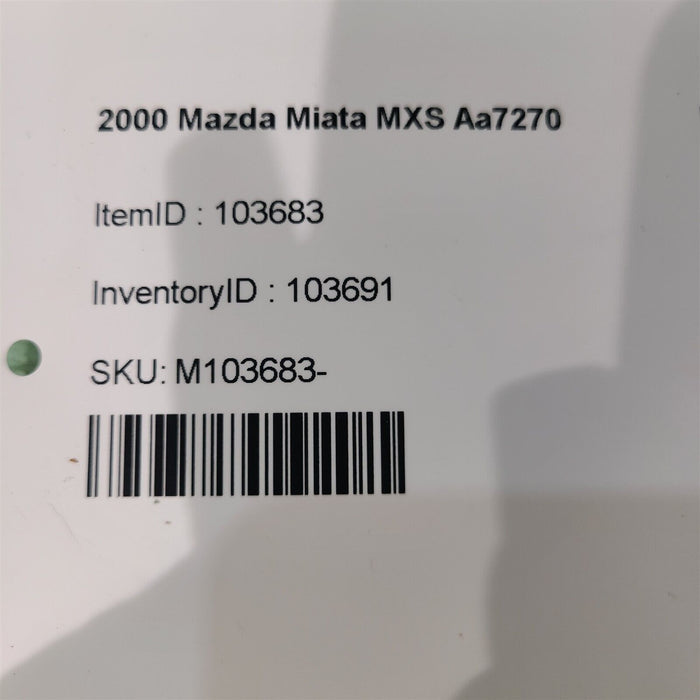 2000 Mazda Miata MXS Aa7270
ItemID : 103683
InventoryID : 103691
SKU: M103683-